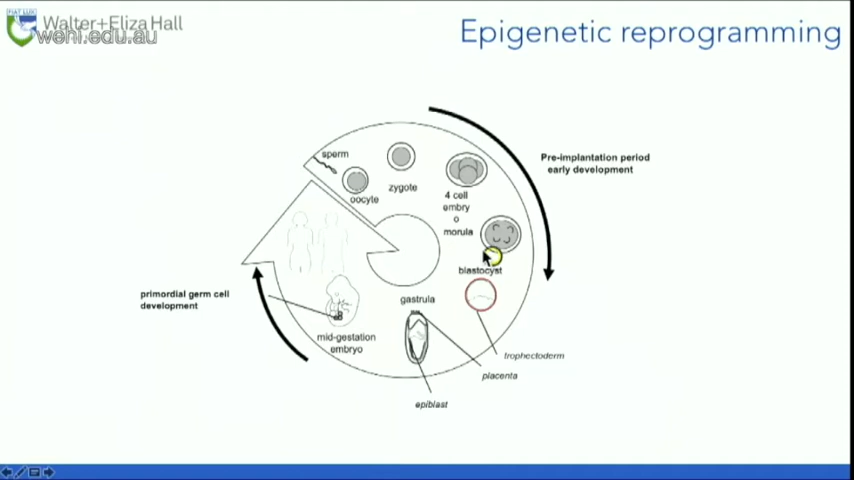 FIAT LUX
Walter+Eliza Hall
wehi.edu.au
Epigenetic reprogramming
sperm
oocyte
zygote
4 cell
embry
o
morula
blastocyst
Pre-implantation period
early development
primordial germ cell
development
mid-gestation
embryo
gastrula
trophectoderm
placenta
epiblast